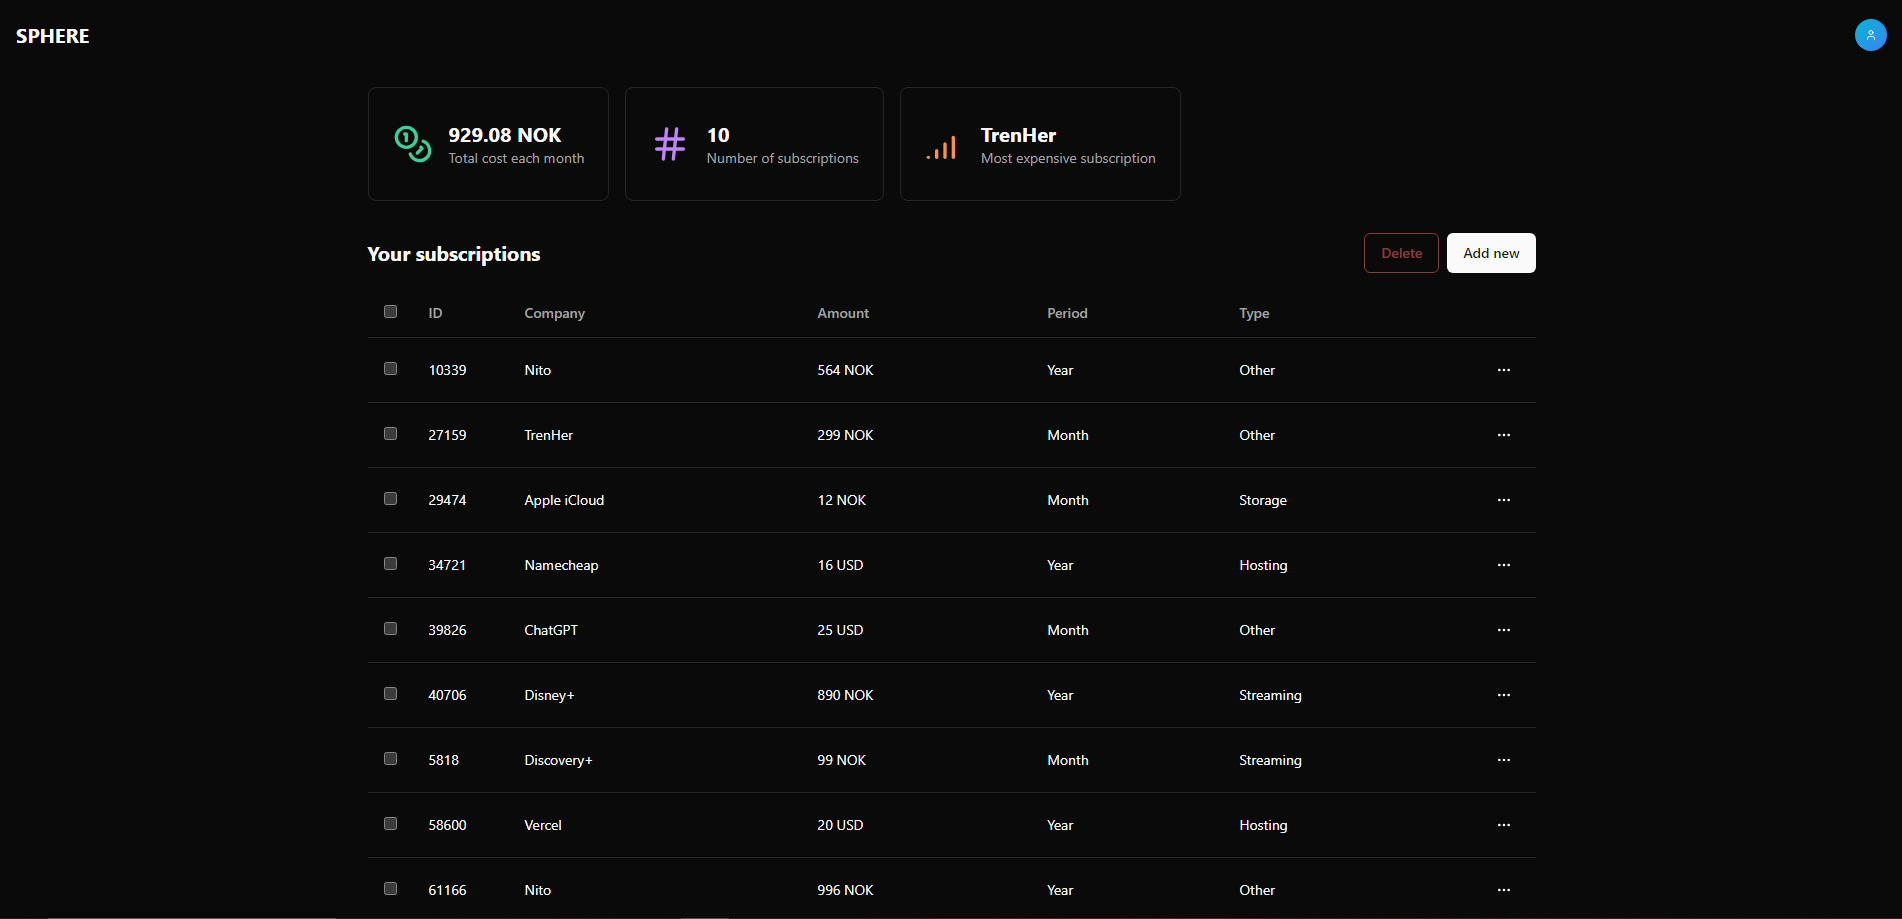 SPHERE
929.08 NOK
Total cost each month
10
Number of subscriptions
TrenHer
Most expensive subscription
Your subscriptions
Delete
Add new
ID Company Amount Period Type
10339 Nito 564 NOK Year Other
27159 TrenHer 299 NOK Month Other
29474 Apple iCloud 12 NOK Month Storage
34721 Namecheap 16 USD Year Hosting
39826 ChatGPT 25 USD Month Other
40706 Disney+ 890 NOK Year Streaming
5818 Discovery+ 99 NOK Month Streaming
58600 Vercel 20 USD Year Hosting
61166 Nito 996 NOK Year Other